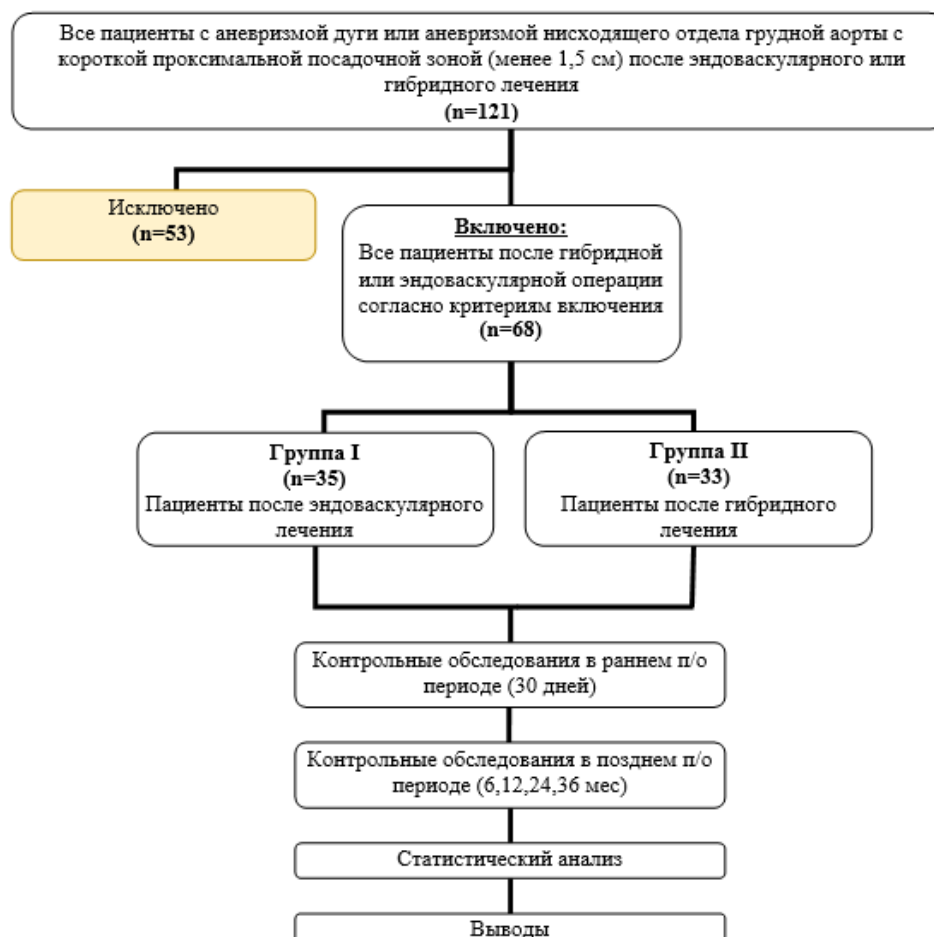 Все пациенты с аневризмой дуги или аневризмой нисходящего отдела грудной аорты с
короткой проксимальной посадочной зоной (менее 1,5 см) после эндоваскулярного или
гибридного лечения
(n=121)
Исключено
(n=53)
Включено:
Все пациенты после гибридной
или эндоваскулярной операции
согласно критериям включения
(n=68)
Группа I
(n=35)
Пациенты после эндоваскулярного
лечения
Группа II
(n=33)
Пациенты после гибридного
лечения
Контрольные обследования в раннем п/о
периоде (30 дней)
Контрольные обследования в позднем п/о
периоде (6,12,24,36 мес)
Статистический анализ
Выводы